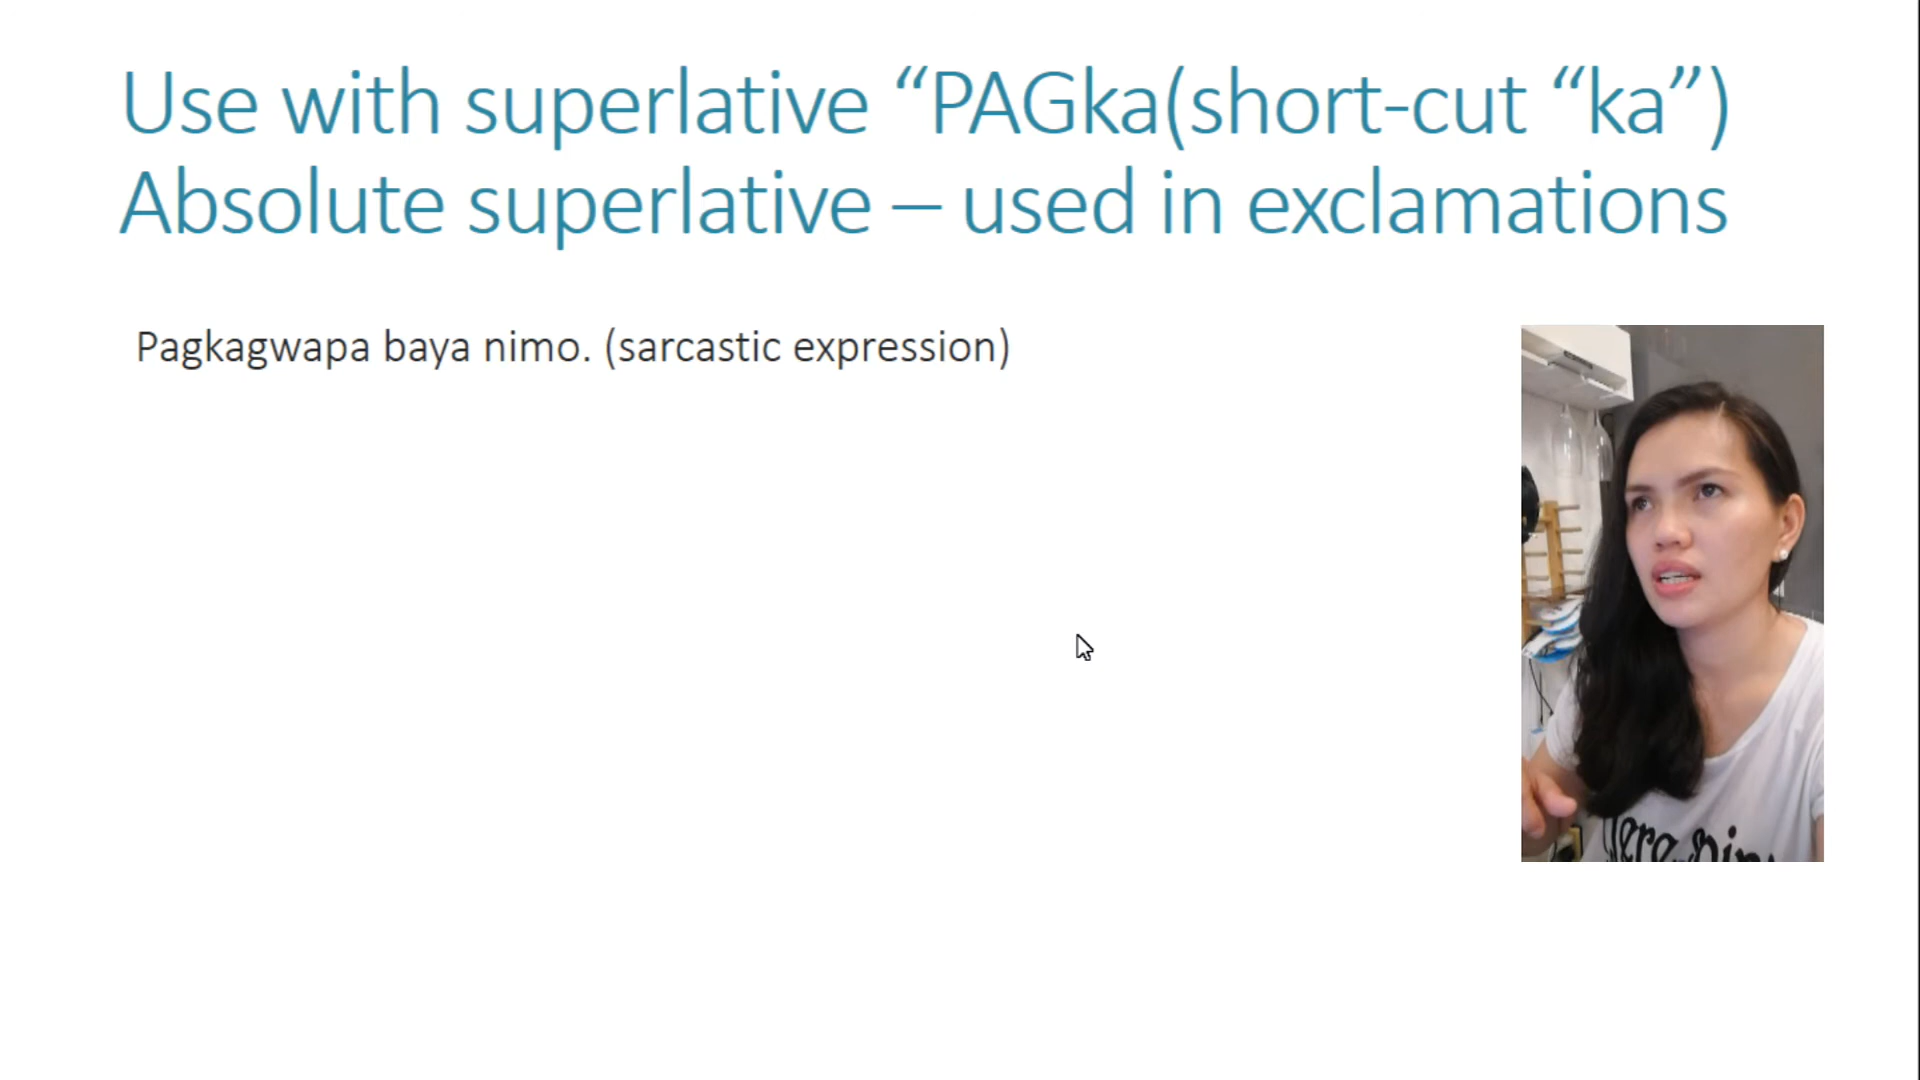 Use with superlative “PAGka(short-cut “ka”)
Absolute superlative – used in exclamations
Pagkagwapa baya nimo. (sarcastic expression)